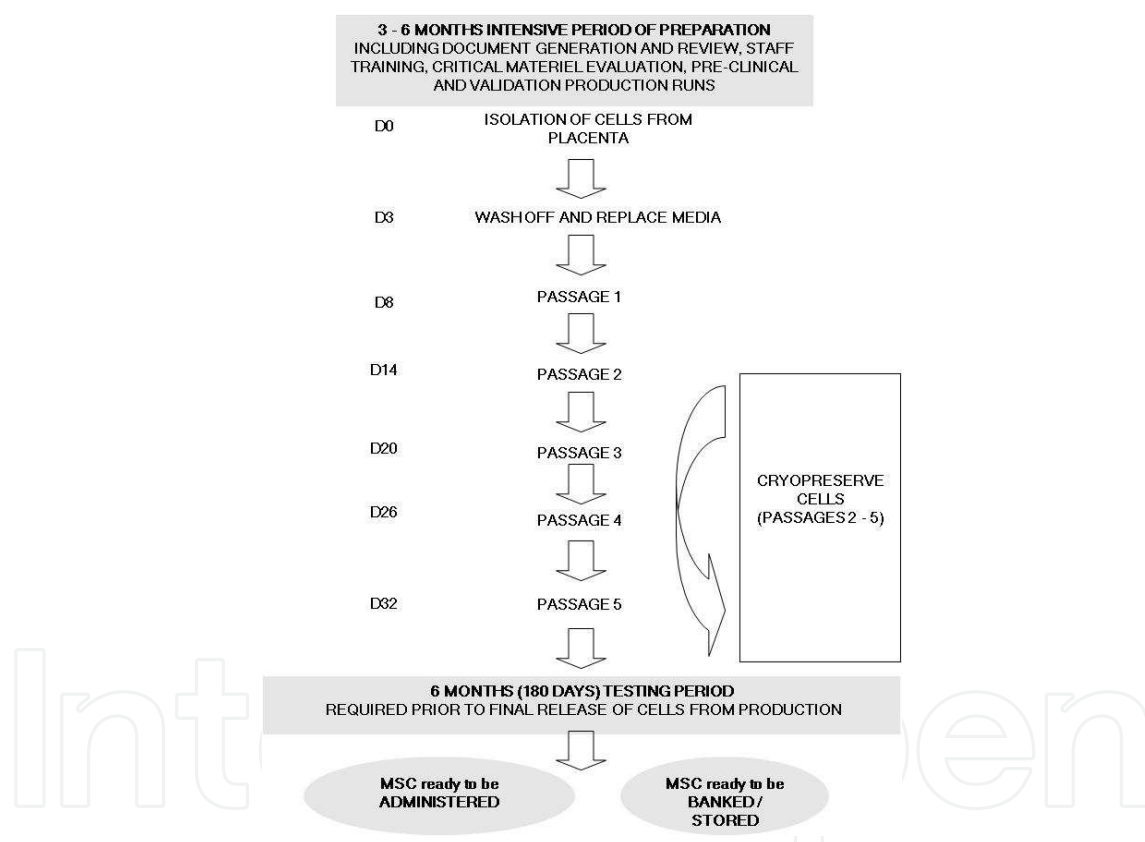 3 - 6 MONTHS INTENSIVE PERIOD OF PREPARATION
INCLUDING DOCUMENT GENERATION AND REVIEW, STAFF
TRAINING, CRITICAL MATERIEL EVALUATION, PRE-CLINICAL
AND VALIDATION PRODUCTION RUNS
D0
ISOLATION OF CELLS FROM
PLACENTA
D3
WASH OFF AND REPLACE MEDIA
D8
PASSAGE 1
D14
PASSAGE 2
D20
PASSAGE 3
D26
PASSAGE 4
D32
PASSAGE 5
CRYOPRESERVE
CELLS
(PASSAGES 2 - 5)
6 MONTHS (180 DAYS) TESTING PERIOD
REQUIRED PRIOR TO FINAL RELEASE OF CELLS FROM PRODUCTION
MSC ready to be
ADMINISTERED
MSC ready to be
BANKED /
STORED